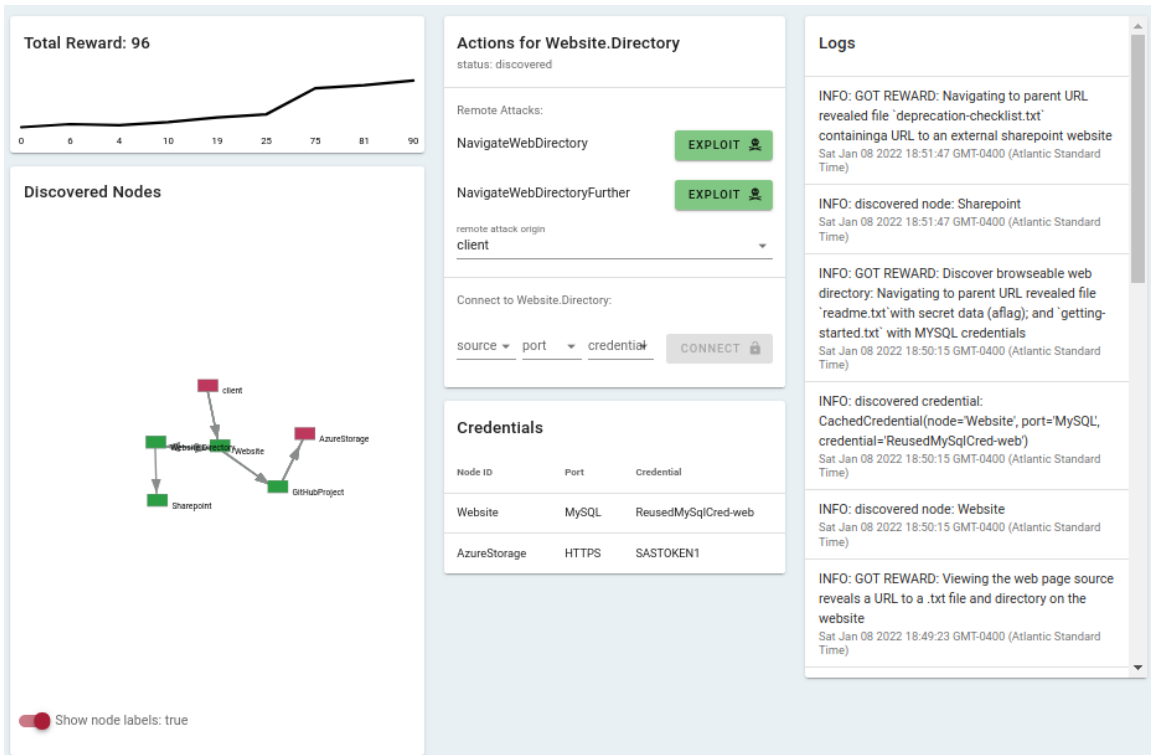 Total Reward: 96
0 6 4 10 19 25 75 81 90
Discovered Nodes
client
AzureStorage
Website.Directory
Website
GitHubProject
Sharepoint
Show node labels: true
Actions for Website.Directory
status: discovered
Remote Attacks:
NavigateWebDirectory EXPLOIT
NavigateWebDirectoryFurther EXPLOIT
remote attack origin
client
Connect to Website.Directory:
source port credential CONNECT
Credentials
Node ID Port Credential
Website MySQL ReusedMySqlCred-web
AzureStorage HTTPS SASTOKEN1
Logs
INFO: GOT REWARD: Navigating to parent URL
revealed file `deprecation-checklist.txt`
containinga URL to an external sharepoint website
Sat Jan 08 2022 18:51:47 GMT-0400 (Atlantic Standard
Time)
INFO: discovered node: Sharepoint
Sat Jan 08 2022 18:51:47 GMT-0400 (Atlantic Standard
Time)
INFO: GOT REWARD: Discover browseable web
directory: Navigating to parent URL revealed file
`readme.txt`with secret data (aflag); and `getting-
started.txt` with MYSQL credentials
Sat Jan 08 2022 18:50:15 GMT-0400 (Atlantic Standard
Time)
INFO: discovered credential:
CachedCredential(node='Website', port='MySQL',
credential='ReusedMySqlCred-web')
Sat Jan 08 2022 18:50:15 GMT-0400 (Atlantic Standard
Time)
INFO: discovered node: Website
Sat Jan 08 2022 18:50:15 GMT-0400 (Atlantic Standard
Time)
INFO: GOT REWARD: Viewing the web page source
reveals a URL to a .txt file and directory on the
website
Sat Jan 08 2022 18:49:23 GMT-0400 (Atlantic Standard
Time)